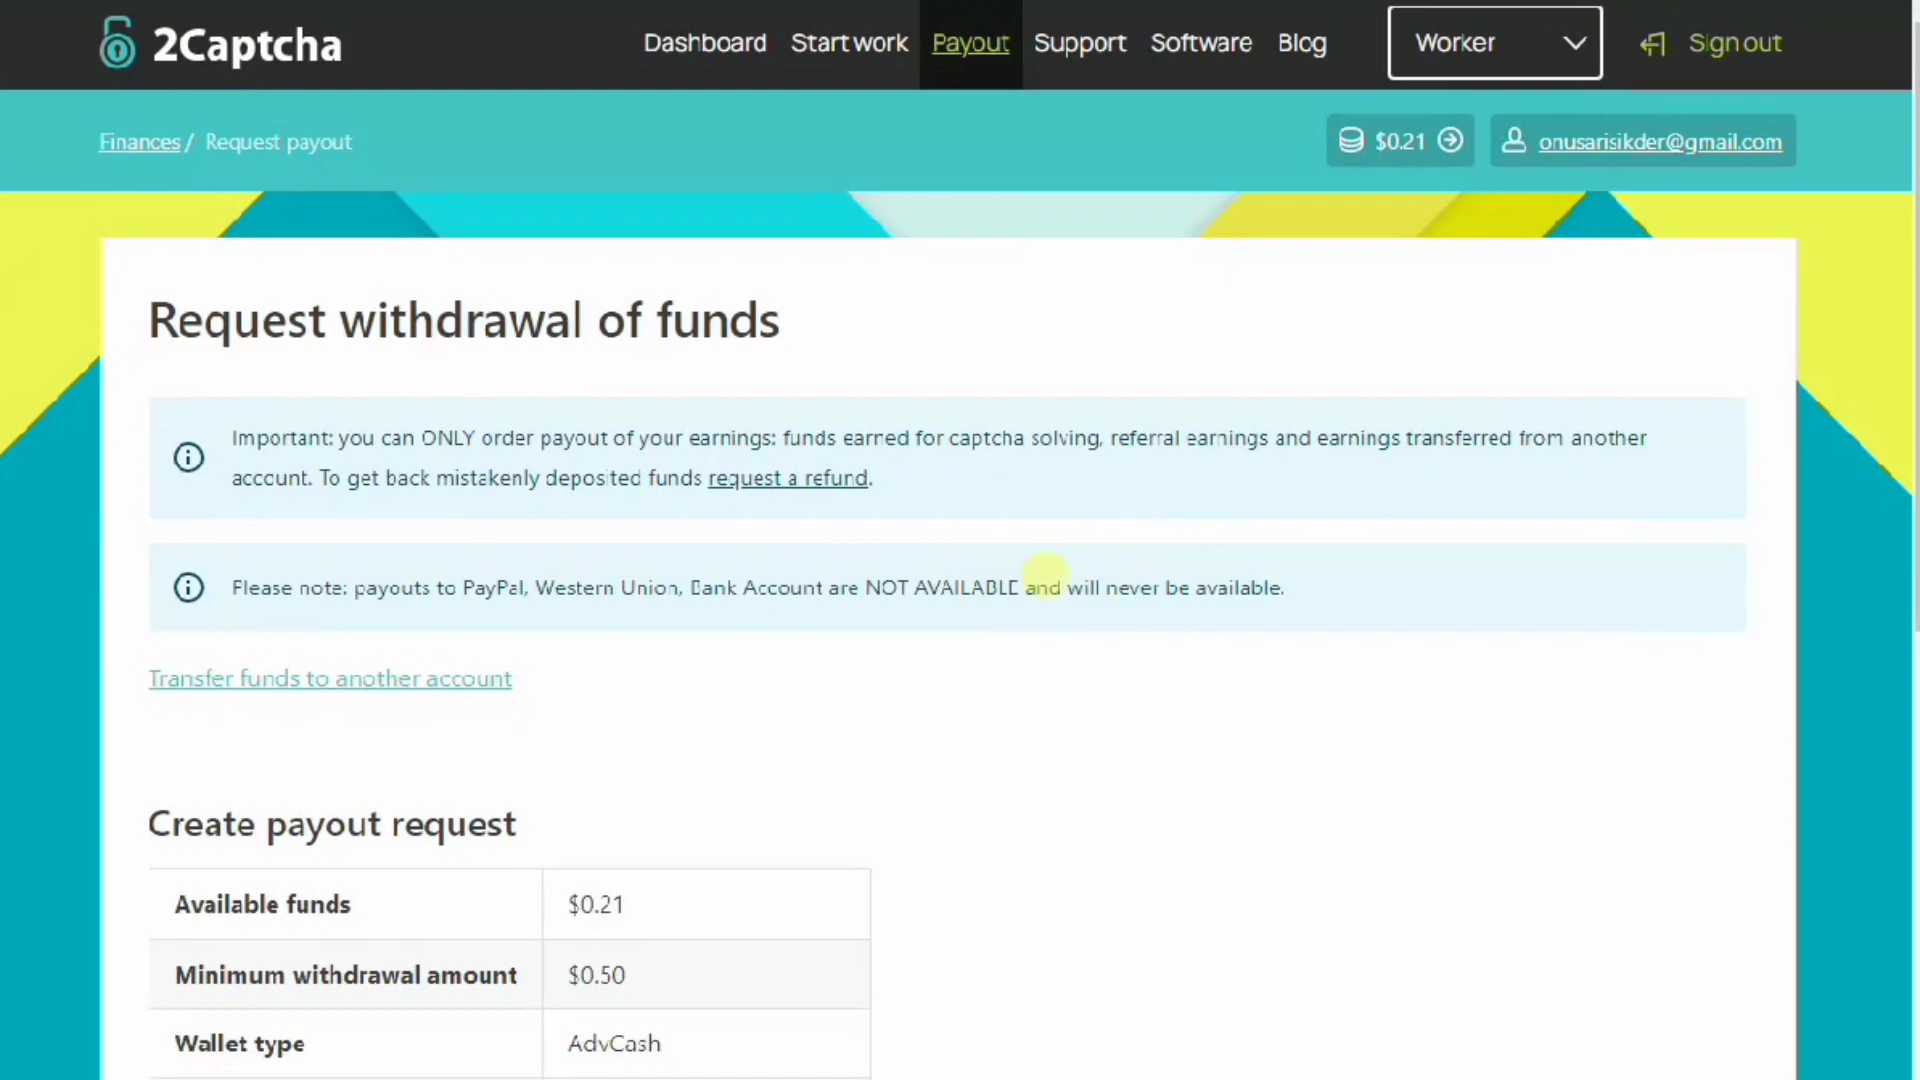 2Captcha
Dashboard Start work Payout Support Software Blog Worker Sign out
Finances / Request payout $0.21 onusarisikder@gmail.com
Request withdrawal of funds
Important: you can ONLY order payout of your earnings: funds earned for captcha solving, referral earnings and earnings transferred from another
account. To get back mistakenly deposited funds request a refund.
Please note: payouts to PayPal, Western Union, Bank Account are NOT AVAILABLE and will never be available.
Transfer funds to another account
Create payout request
Available funds $0.21
Minimum withdrawal amount $0.50
Wallet type AdvCash